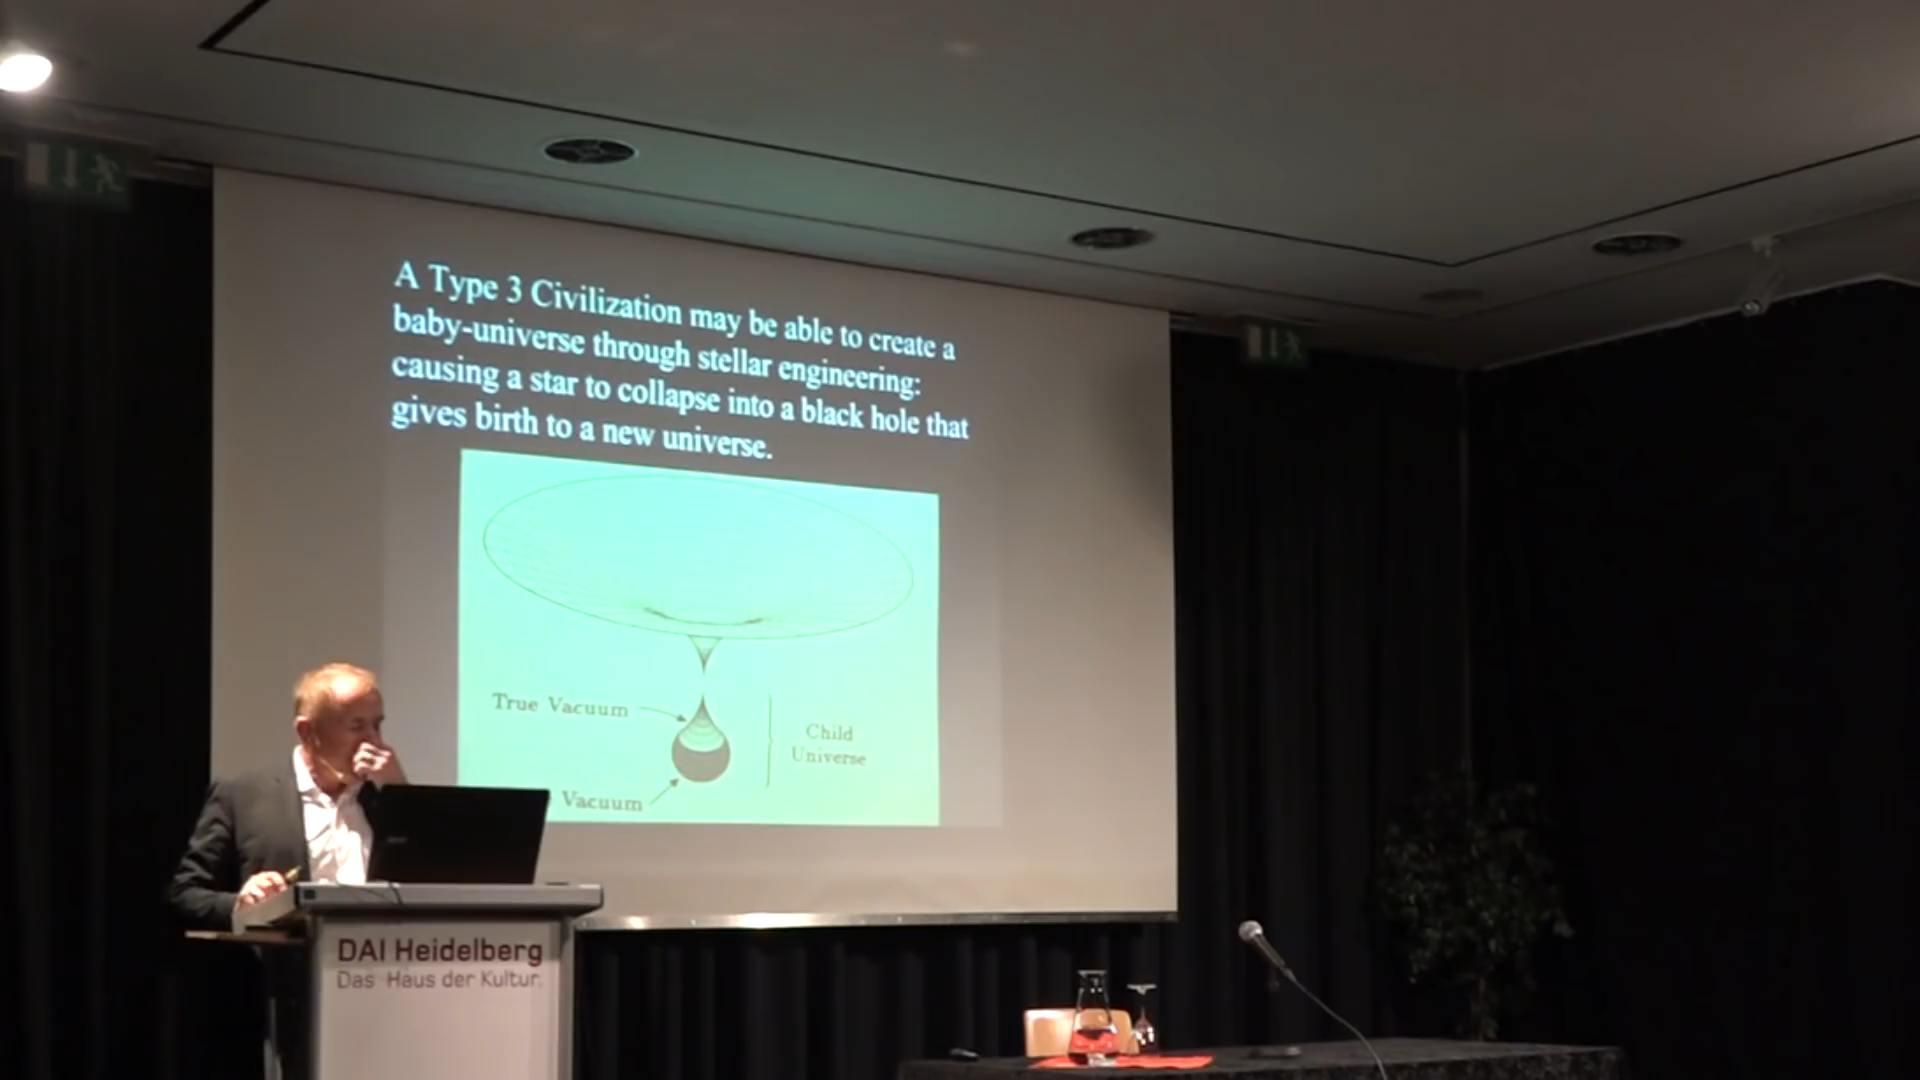 A Type 3 Civilization may be able to create a
baby-universe through stellar engineering:
causing a star to collapse into a black hole that
gives birth to a new universe.
True Vacuum
Child
Universe
Vacuum
DAI Heidelberg
Das Haus der Kultur.